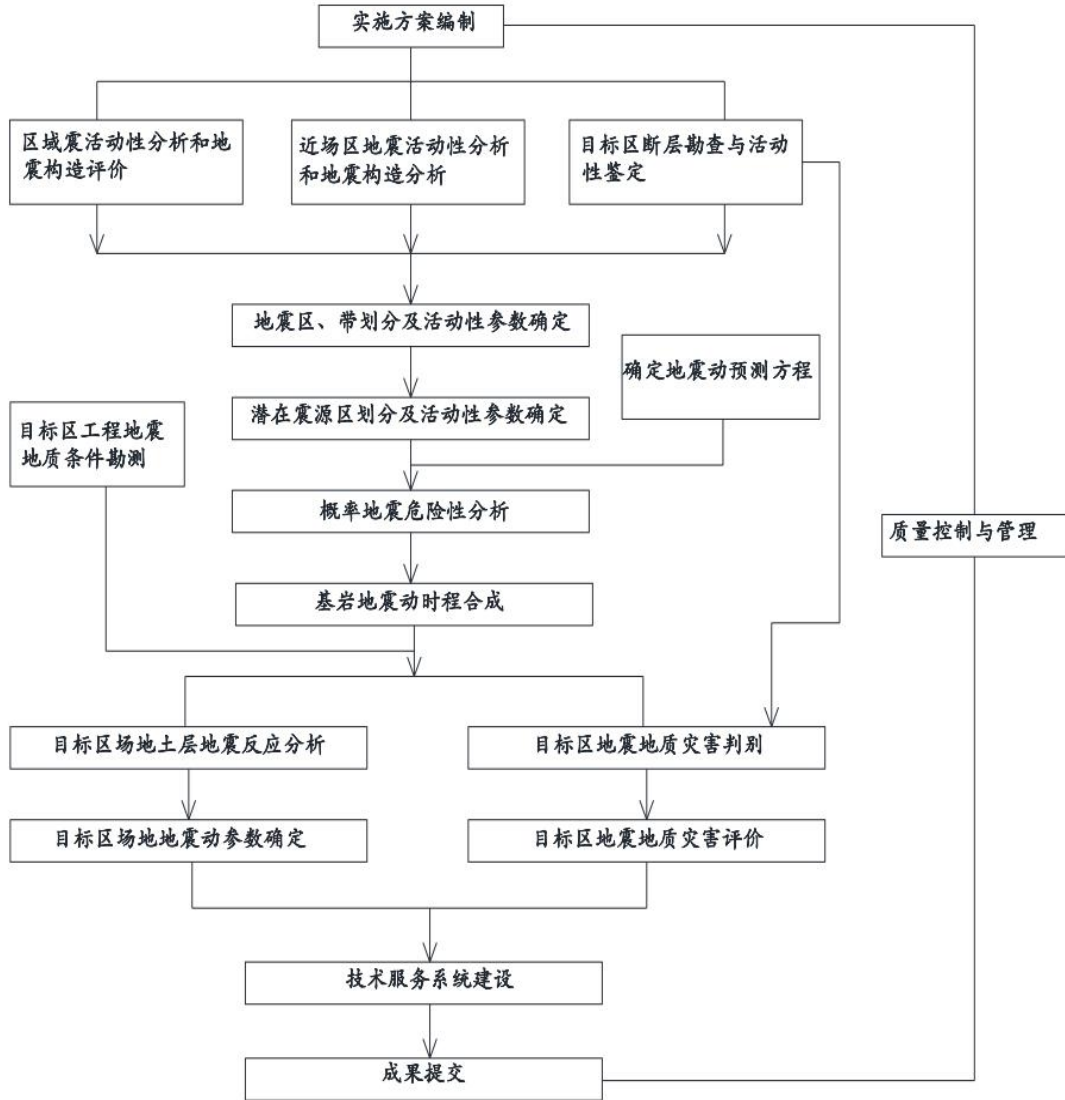 实施方案编制
区域震活动性分析和地
震构造评价
近场区地震活动性分析
和地震构造分析
目标区断层勘查与活动
性鉴定
地震区、带划分及活动性参数确定
确定地震动预测方程
潜在震源区划分及活动性参数确定
目标区工程地震
地质条件勘测
概率地震危险性分析
质量控制与管理
基岩地震动时程合成
目标区场地土层地震反应分析
目标区地震地质灾害判别
目标区场地地震动参数确定
目标区地震地质灾害评价
技术服务系统建设
成果提交